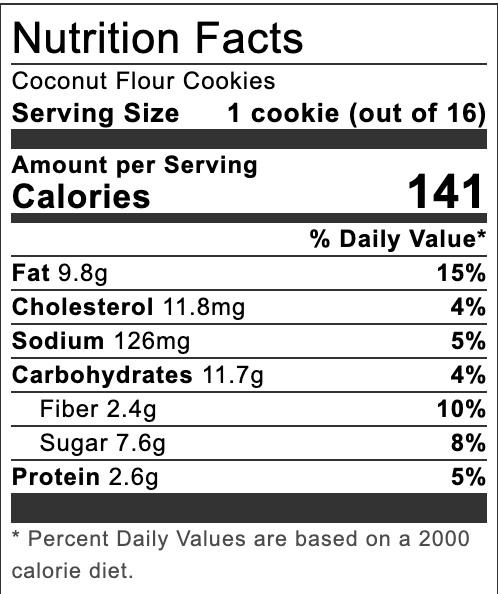 Nutrition Facts
Coconut Flour Cookies
Serving Size 1 cookie (out of 16)
Amount per Serving
Calories 141
% Daily Value*
Fat 9.8g 15%
Cholesterol 11.8mg 4%
Sodium 126mg 5%
Carbohydrates 11.7g 4%
Fiber 2.4g 10%
Sugar 7.6g 8%
Protein 2.6g 5%
* Percent Daily Values are based on a 2000
calorie diet.